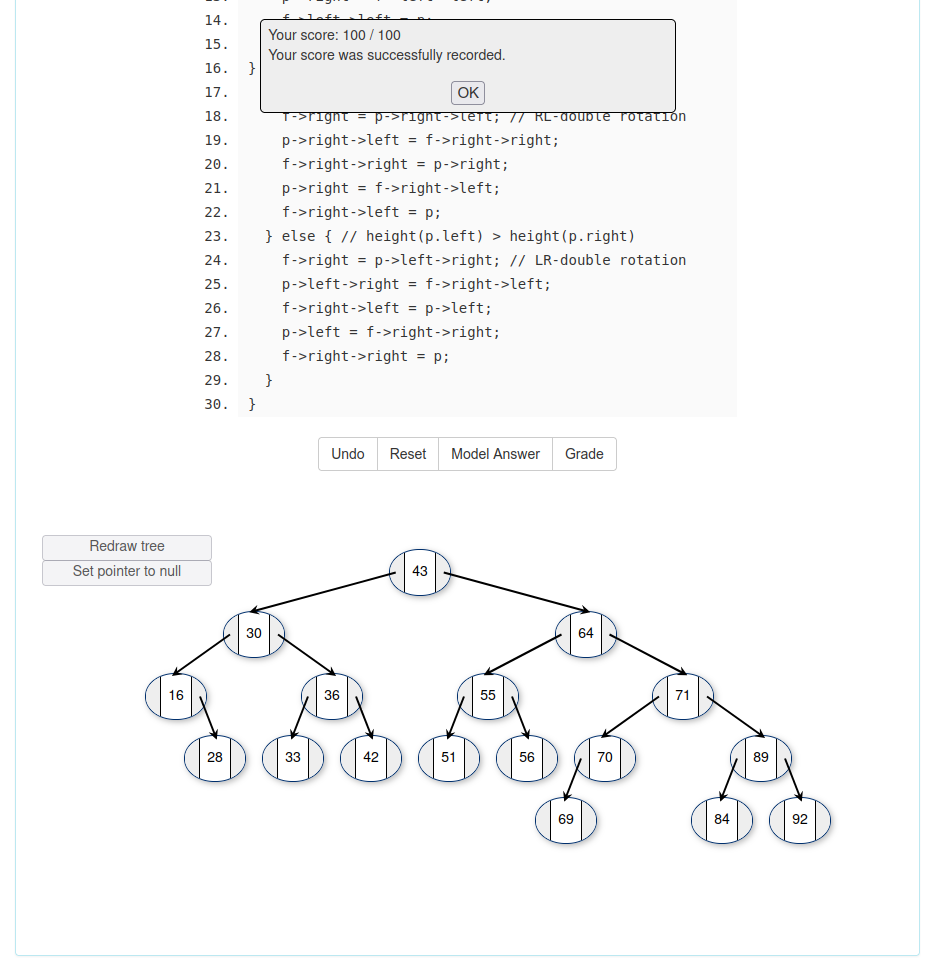 14.
Your score: 100 / 100
15.
Your score was successfully recorded.
16. }
OK
17.
18. f->right = p->right->left; // RL-double rotation
19. p->right->left = f->right->right;
20. f->right->right = p->right;
21. p->right = f->right->left;
22. f->right->left = p;
23. } else { // height(p.left) > height(p.right)
24. f->right = p->left->right; // LR-double rotation
25. p->left->right = f->right->left;
26. f->right->left = p->left;
27. p->left = f->right->right;
28. f->right->right = p;
29. }
30. }
Undo Reset Model Answer Grade
Redraw tree
Set pointer to null
43
30 64
16 36 55 71
28 33 42 51 56 70 89
69 84 92